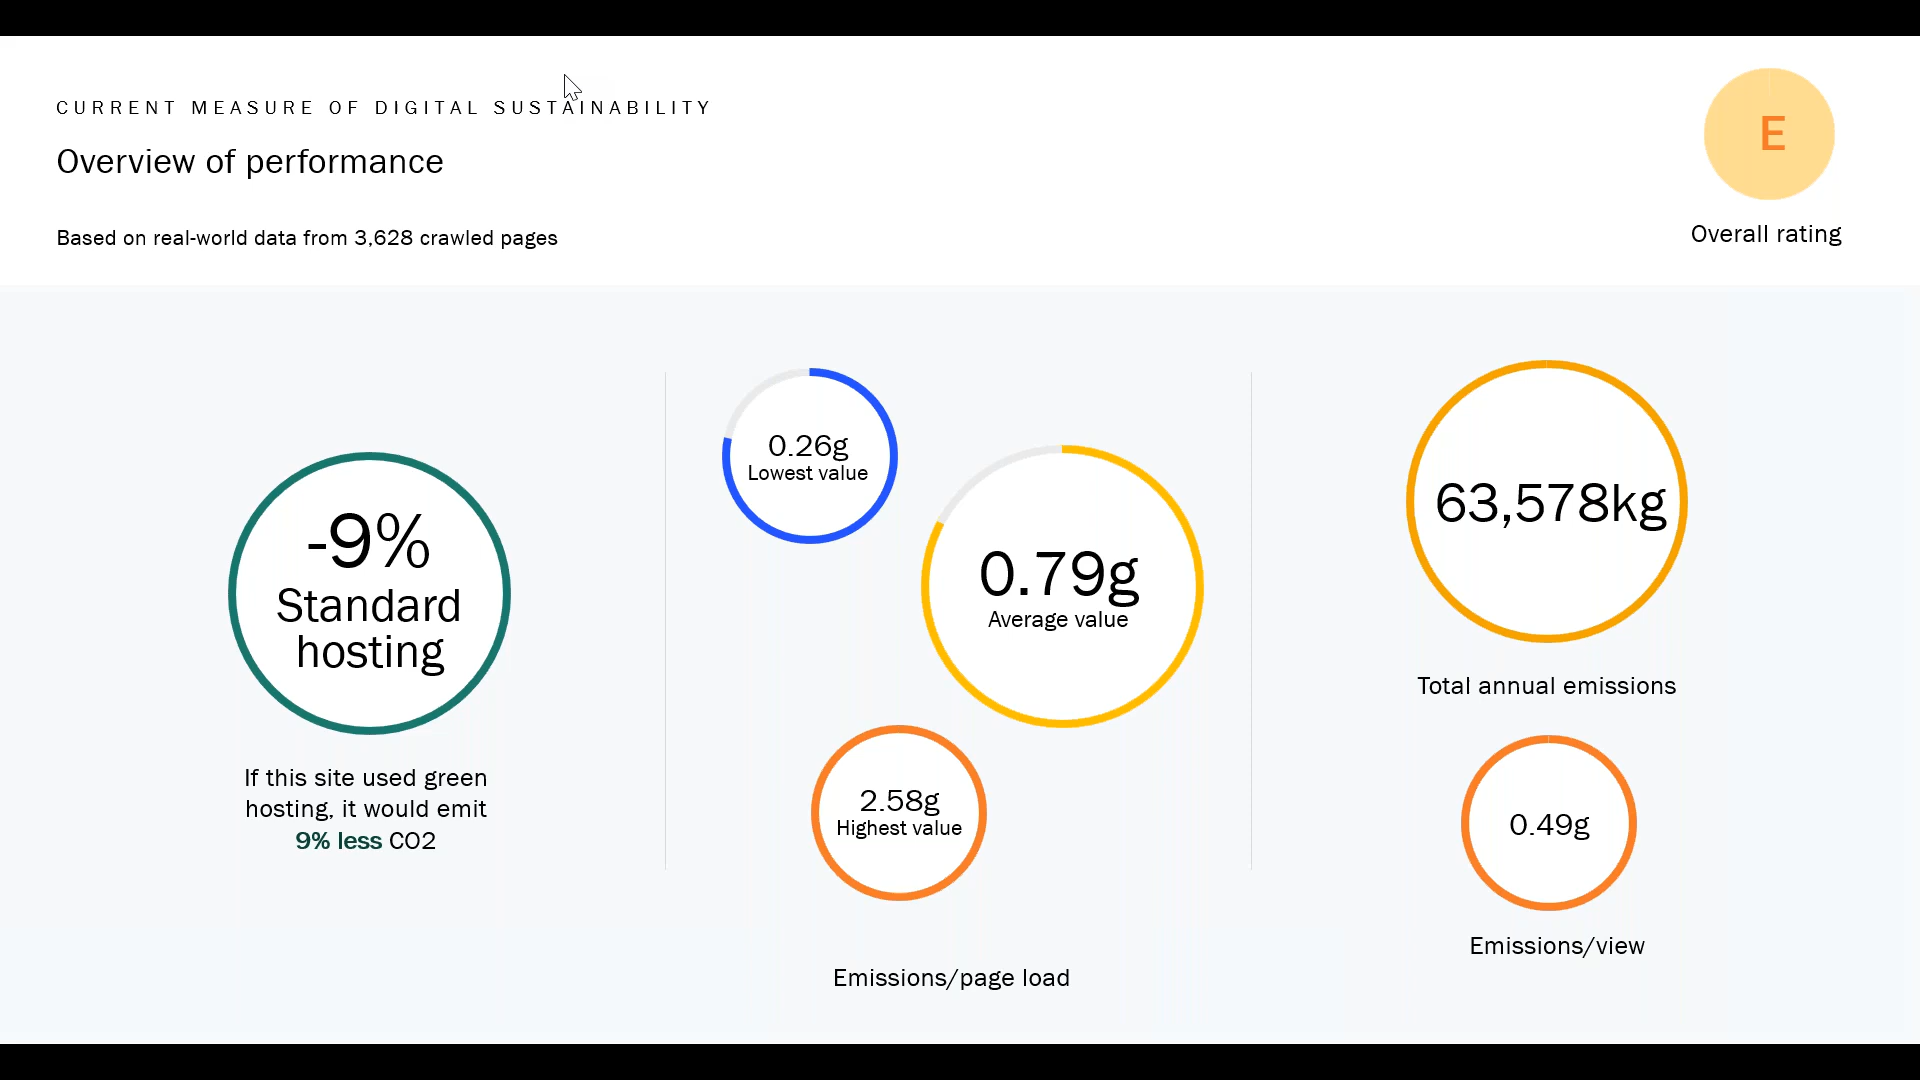 CURRENT MEASURE OF DIGITAL SUSTAINABILITY
Overview of performance
Based on real-world data from 3,628 crawled pages
E
Overall rating
-9%
Standard
hosting
If this site used green
hosting, it would emit
9% less CO2
0.26g
Lowest value
0.79g
Average value
2.58g
Highest value
Emissions/page load
63,578kg
Total annual emissions
0.49g
Emissions/view